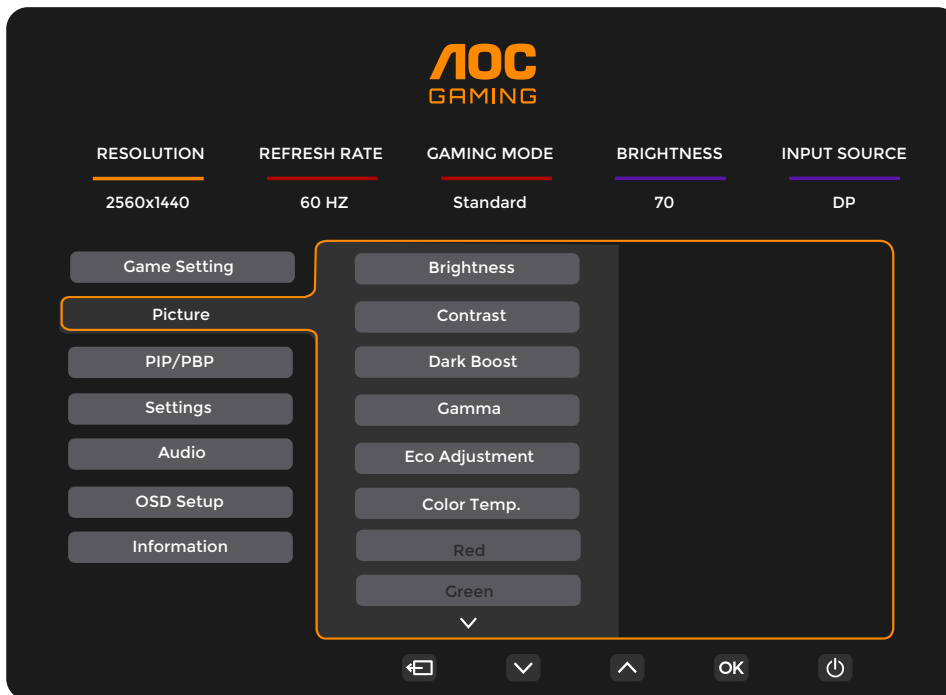 AOC
GAMING
RESOLUTION REFRESH RATE GAMING MODE BRIGHTNESS INPUT SOURCE
2560x1440 60 HZ Standard 70 DP
Game Setting
Picture
PIP/PBP
Settings
Audio
OSD Setup
Information
Brightness
Contrast
Dark Boost
Gamma
Eco Adjustment
Color Temp.
Red
Green
OK